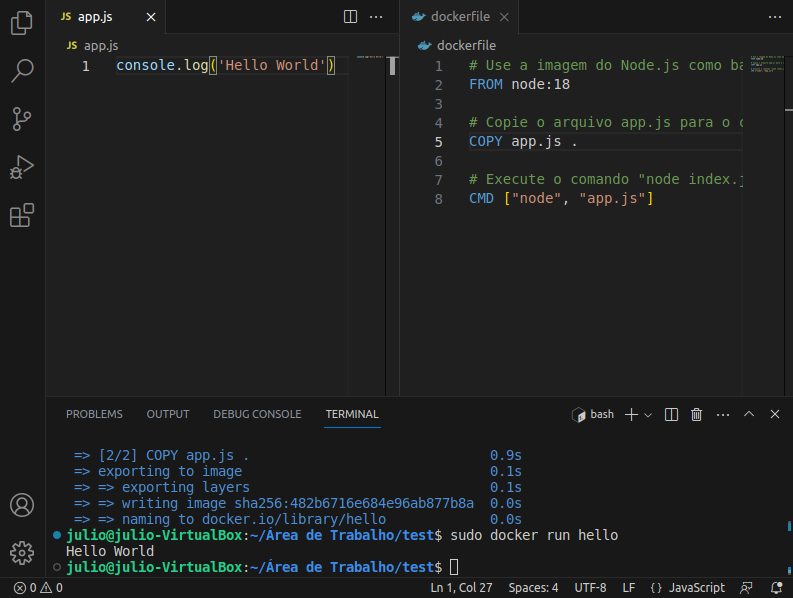 JS app.js
dockerfile
JS app.js
dockerfile
1 console.log('Hello World')
1 # Use a imagem do Node.js como ba
2 FROM node:18
3
4 # Copie o arquivo app.js para o c
5 COPY app.js .
6
7 # Execute o comando "node index.j
8 CMD ["node", "app.js"]
PROBLEMS OUTPUT DEBUG CONSOLE TERMINAL
bash
=> [2/2] COPY app.js . 0.9s
=> exporting to image 0.1s
=> => exporting layers 0.1s
=> => writing image sha256:482b6716e684e96ab877b8a 0.0s
=> => naming to docker.io/library/hello 0.0s
julio@julio-VirtualBox:~/Área de Trabalho/test$ sudo docker run hello
Hello World
julio@julio-VirtualBox:~/Área de Trabalho/test$
0 0 Ln 1, Col 27 Spaces: 4 UTF-8 LF {} JavaScript